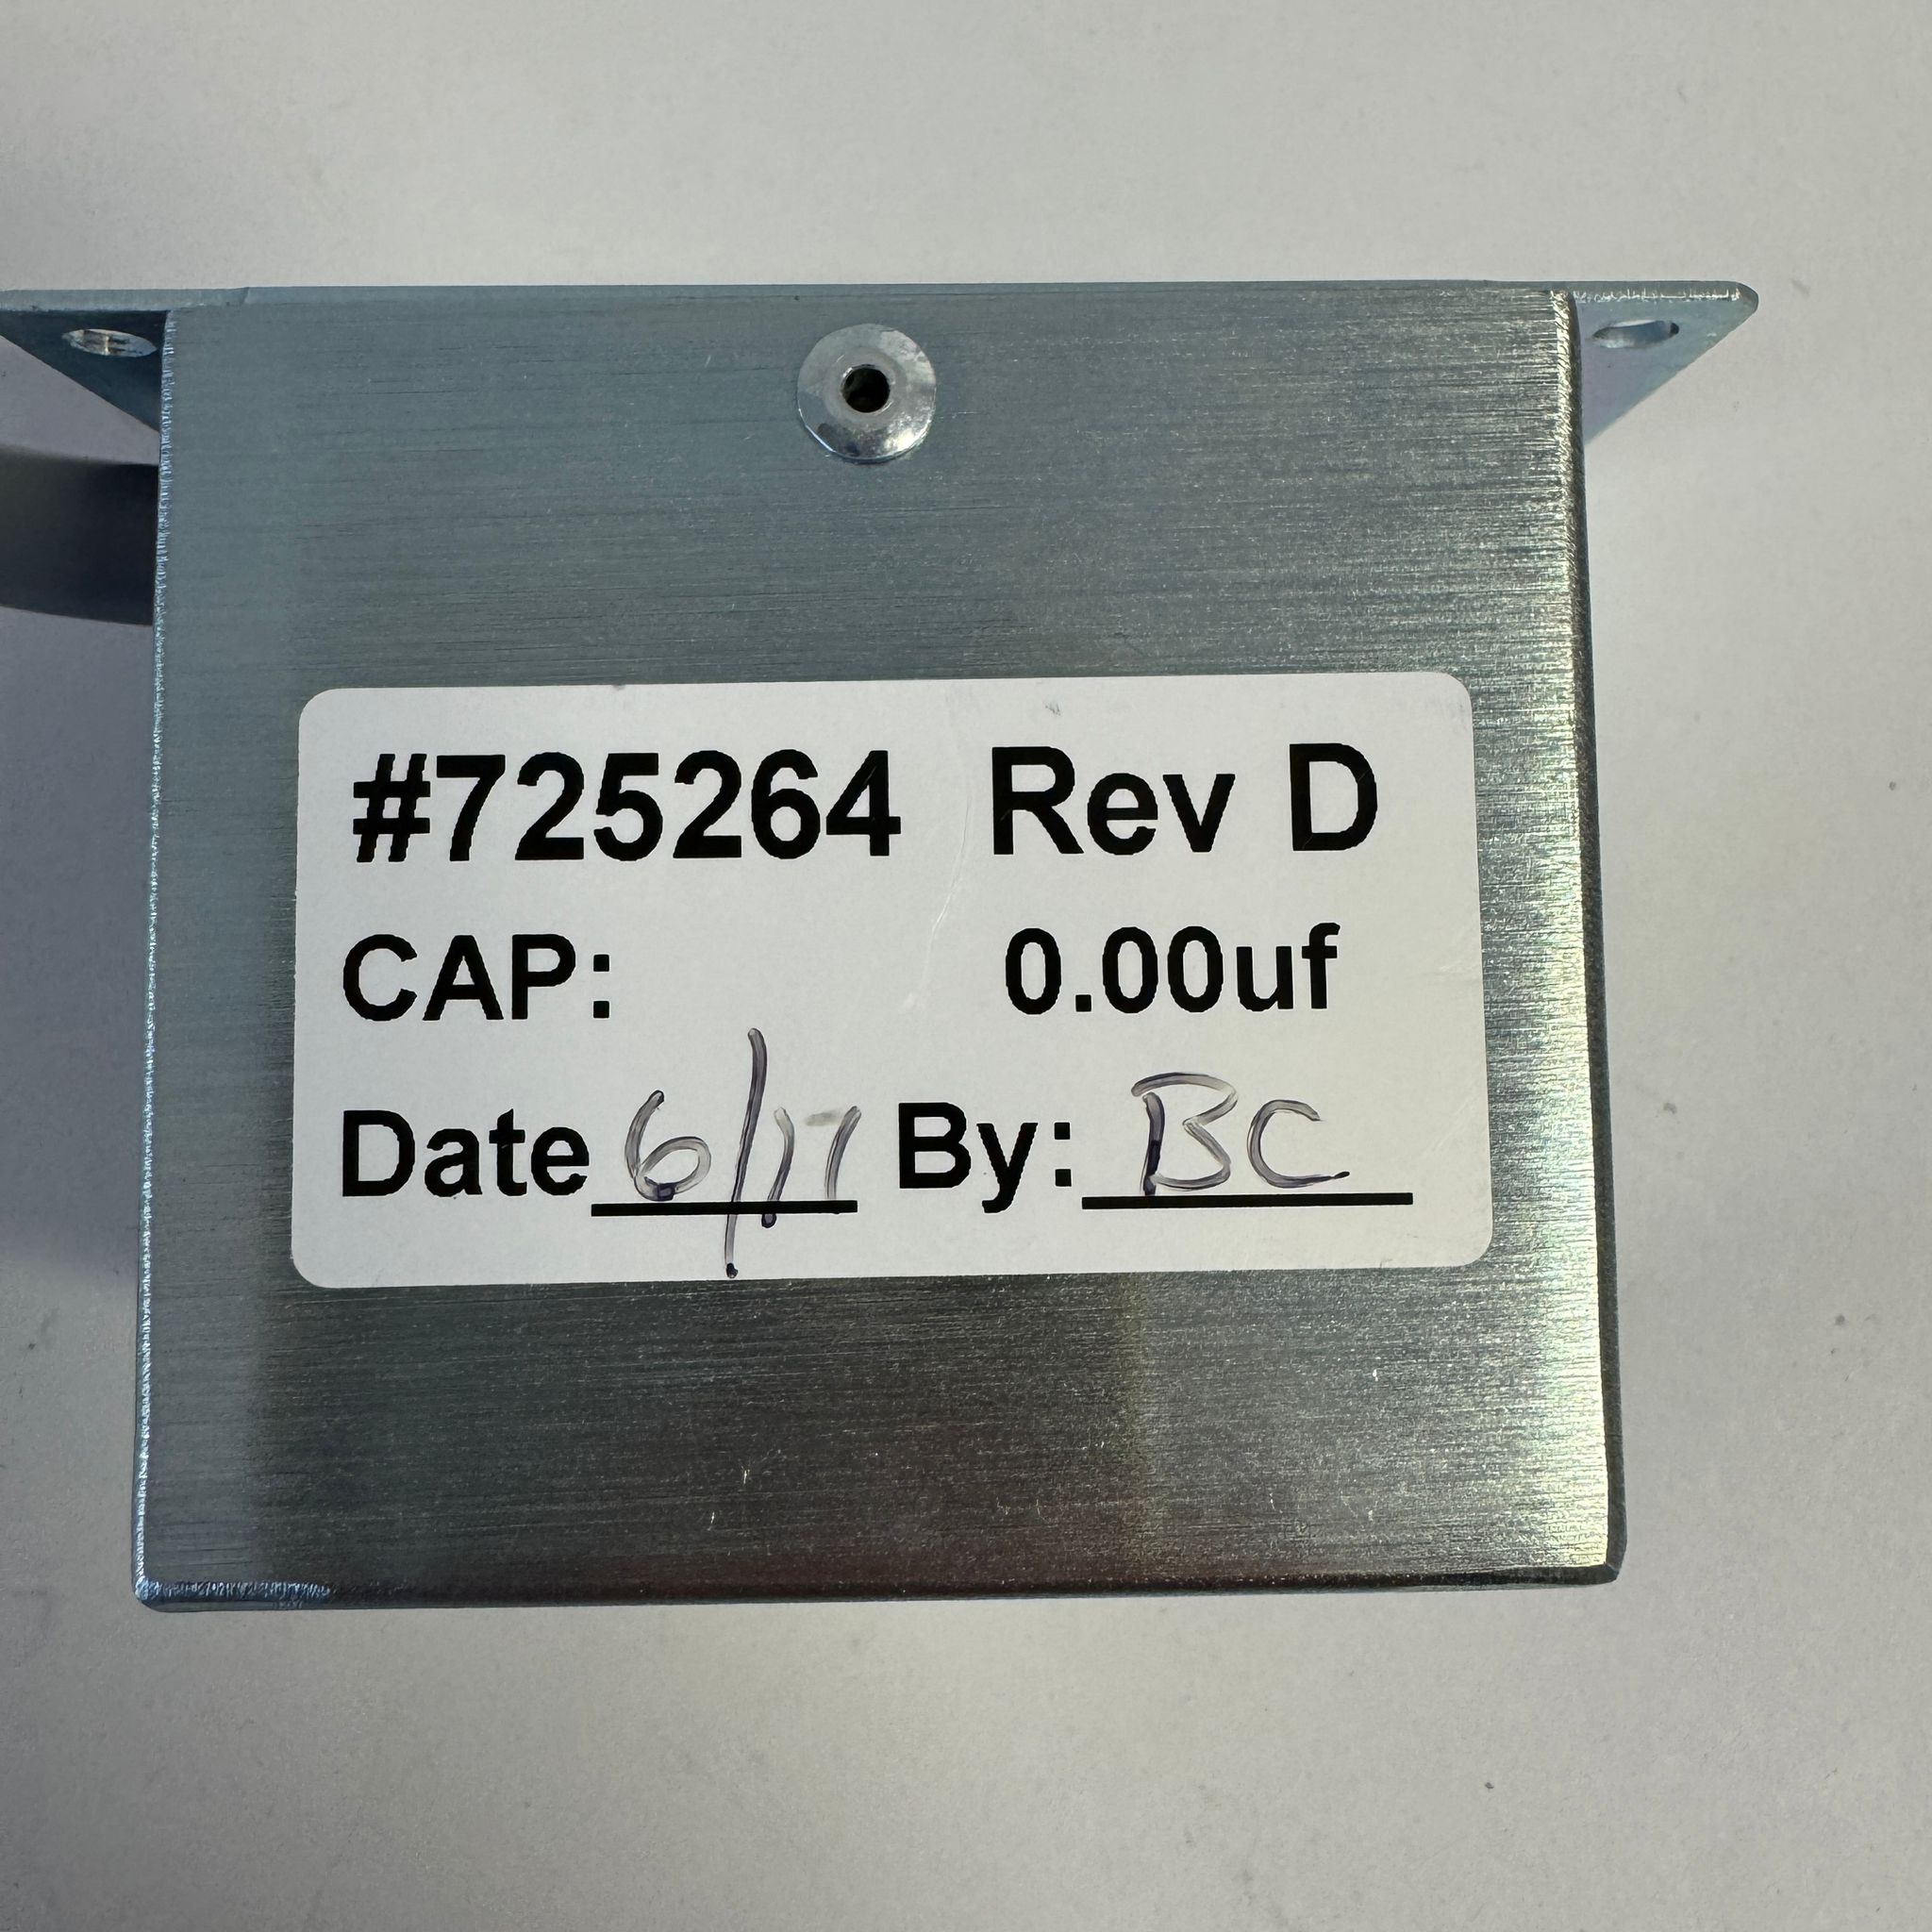 #725264 Rev D
CAP: 0.00uf
Date 6/17 By: BC